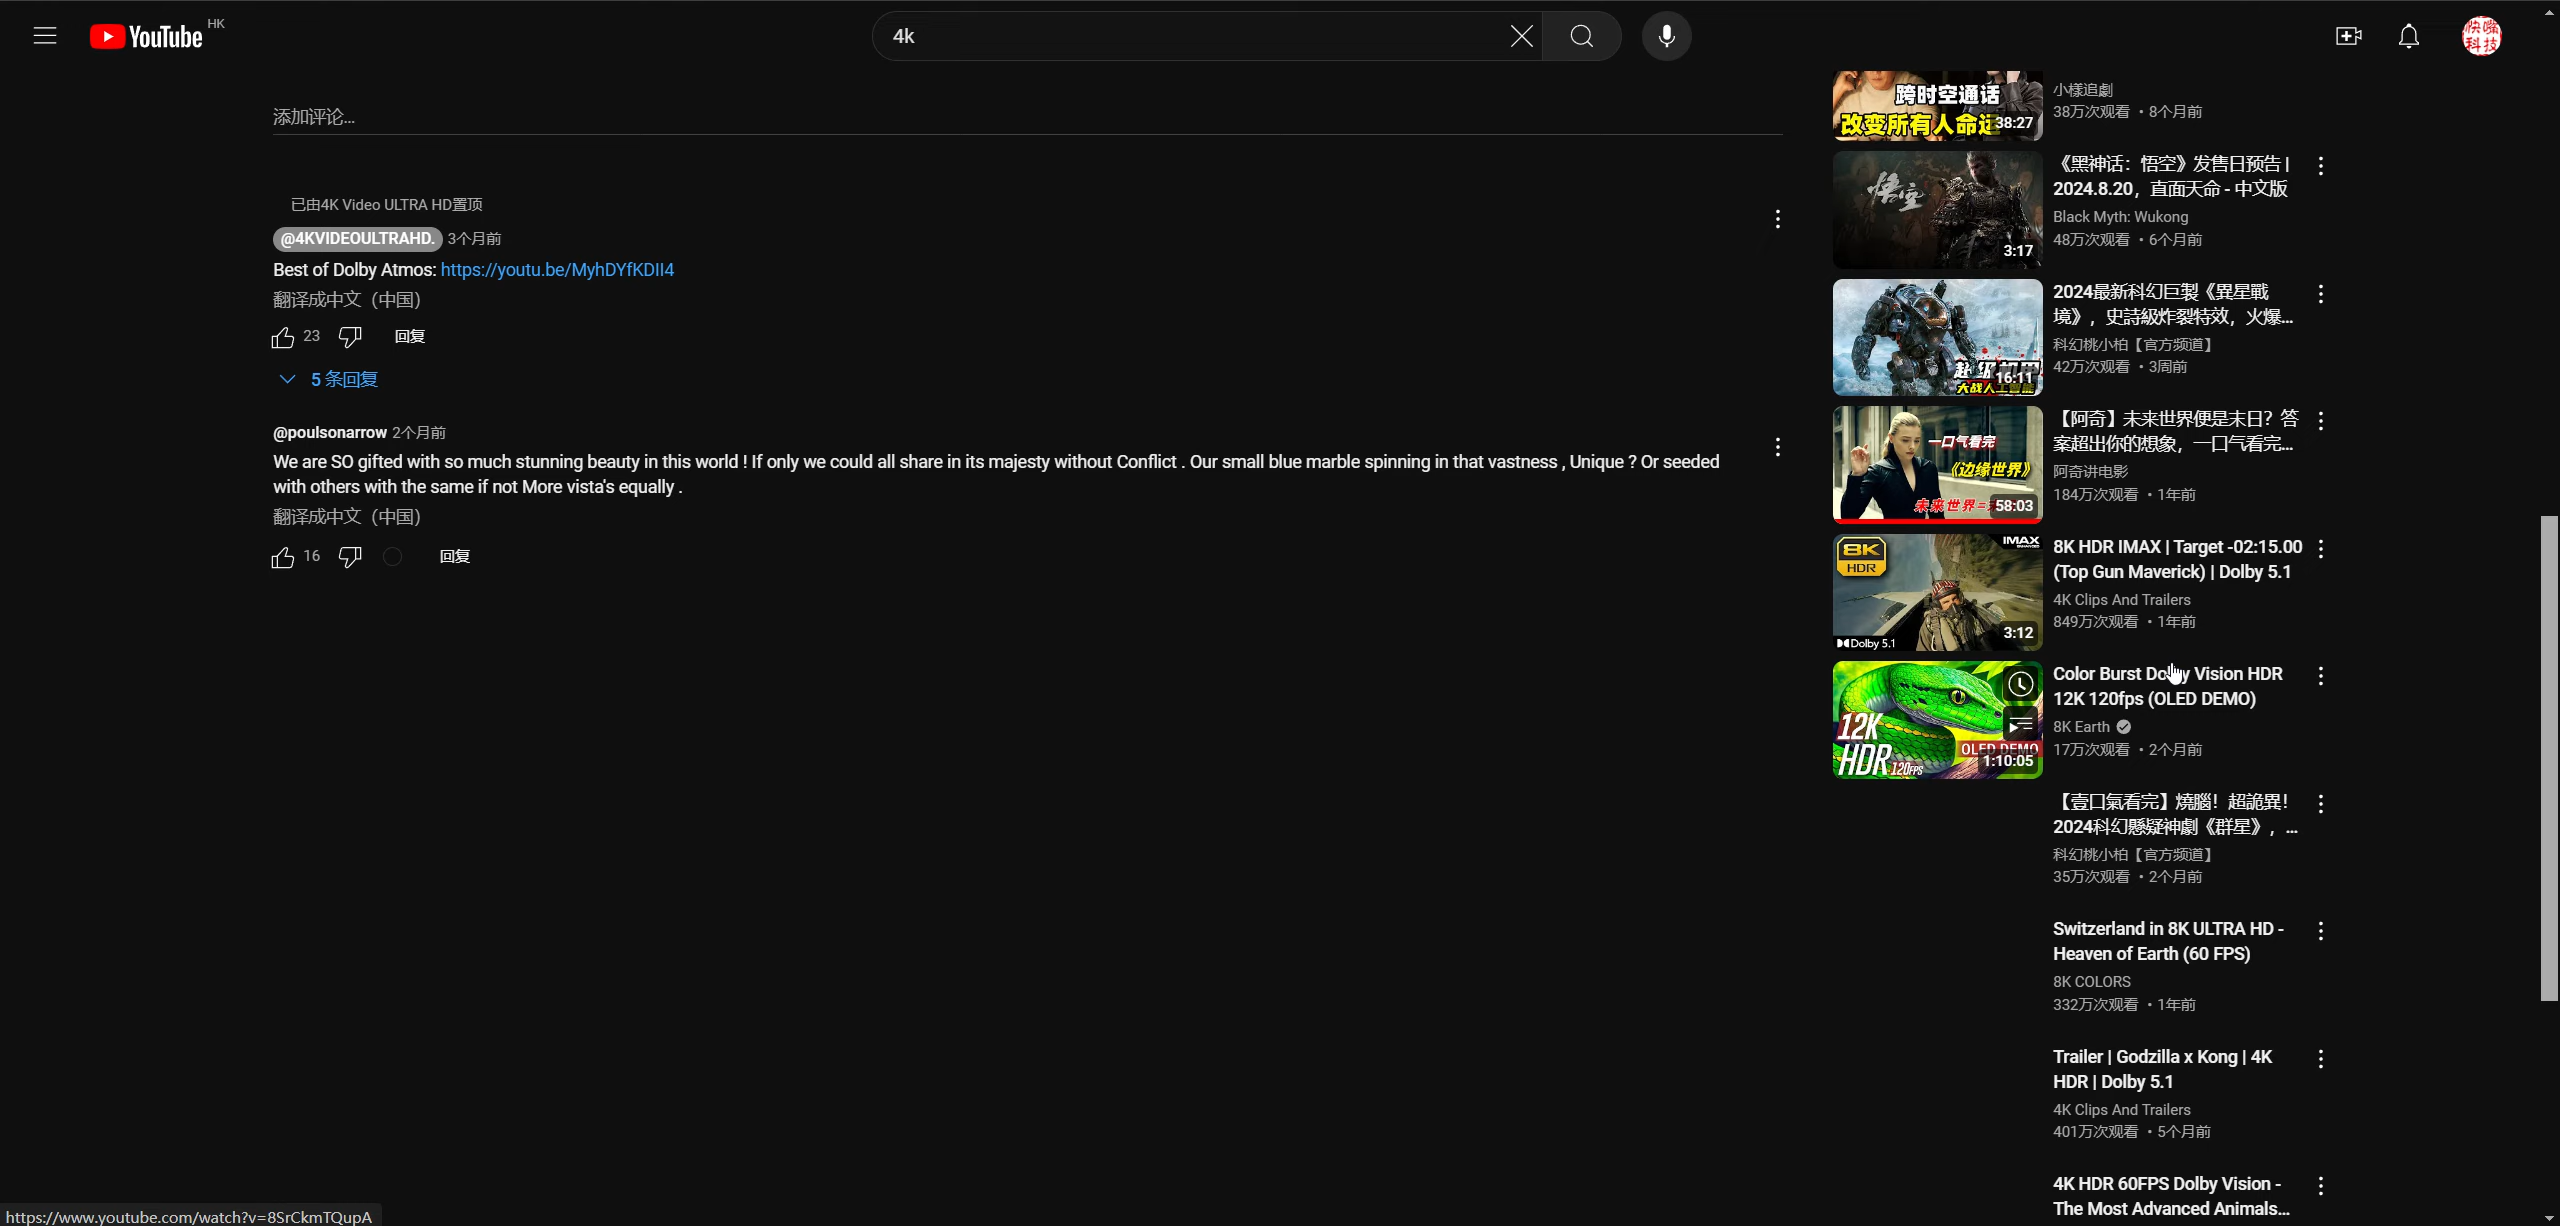 YouTube HK
4k
快嘴
科技
添加评论...
已由4K Video ULTRA HD置顶
@4KVIDEOULTRAHD. 3个月前
Best of Dolby Atmos: https://youtu.be/MyhDYfKDII4
翻译成中文（中国）
23 回复
5 条回复
@poulsonarrow 2个月前
We are SO gifted with so much stunning beauty in this world ! If only we could all share in its majesty without Conflict . Our small blue marble spinning in that vastness , Unique ? Or seeded
with others with the same if not More vista's equally .
翻译成中文（中国）
16 回复
跨时空通话
改变所有人命运
38:27
小樣追劇
38万次观看 • 8个月前
悟空
3:17
《黑神话：悟空》发售日预告 |
2024.8.20，直面天命 - 中文版
Black Myth: Wukong
48万次观看 • 6个月前
超级机甲
16:11
大战人工智能
2024最新科幻巨製《異星戰
境》，史詩級炸裂特效，火爆...
科幻桃小柏【官方频道】
42万次观看 • 3周前
一口气看完
《边缘世界》
未来世界=
58:03
【阿奇】未来世界便是末日？答
案超出你的想象，一口气看完...
阿奇讲电影
184万次观看 • 1年前
8K
HDR
IMAX
ENHANCED
Dolby 5.1
3:12
8K HDR IMAX | Target -02:15.00
(Top Gun Maverick) | Dolby 5.1
4K Clips And Trailers
849万次观看 • 1年前
12K
HDR 120FPS
OLED DEMO
1:10:05
Color Burst Dolby Vision HDR
12K 120fps (OLED DEMO)
8K Earth
17万次观看 • 2个月前
【壹口氣看完】燒腦！超詭異！
2024科幻懸疑神劇《群星》，...
科幻桃小柏【官方频道】
35万次观看 • 2个月前
Switzerland in 8K ULTRA HD -
Heaven of Earth (60 FPS)
8K COLORS
332万次观看 • 1年前
Trailer | Godzilla x Kong | 4K
HDR | Dolby 5.1
4K Clips And Trailers
401万次观看 • 5个月前
4K HDR 60FPS Dolby Vision -
The Most Advanced Animals...
https://www.youtube.com/watch?v=8SrCkmTQupA